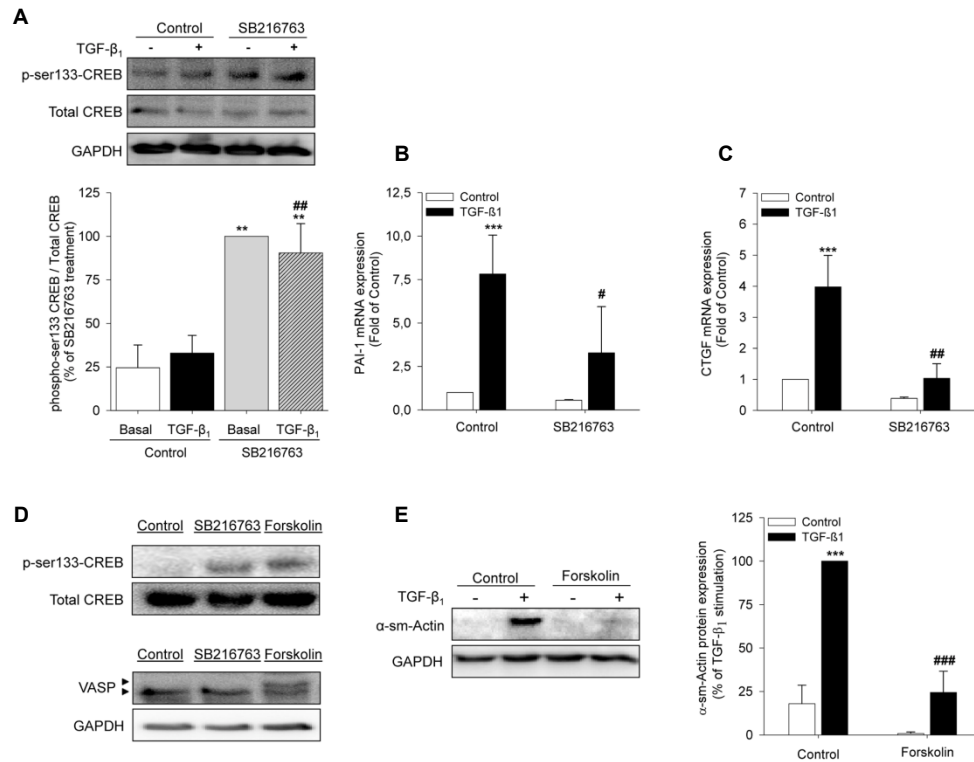 A
Control SB216763
TGF-β1 - + - +
p-ser133-CREB
Total CREB
GAPDH
phospho-ser133 CREB / Total CREB
(% of SB216763 treatment)
125
100
75
50
25
0
**
##
**
Basal TGF-β1 Basal TGF-β1
Control SB216763
B
Control
TGF-ß1
PAI-1 mRNA expression
(Fold of Control)
12,5
10,0
7,5
5,0
2,5
0,0
***
#
Control SB216763
C
Control
TGF-ß1
CTGF mRNA expression
(Fold of Control)
7
6
5
4
3
2
1
0
***
##
Control SB216763
D
Control SB216763 Forskolin
p-ser133-CREB
Total CREB
Control SB216763 Forskolin
VASP
GAPDH
E
Control Forskolin
TGF-β1 - + - +
α-sm-Actin
GAPDH
α-sm-Actin protein expression
(% of TGF-β1 stimulation)
125
100
75
50
25
0
Control
TGF-ß1
***
###
Control Forskolin